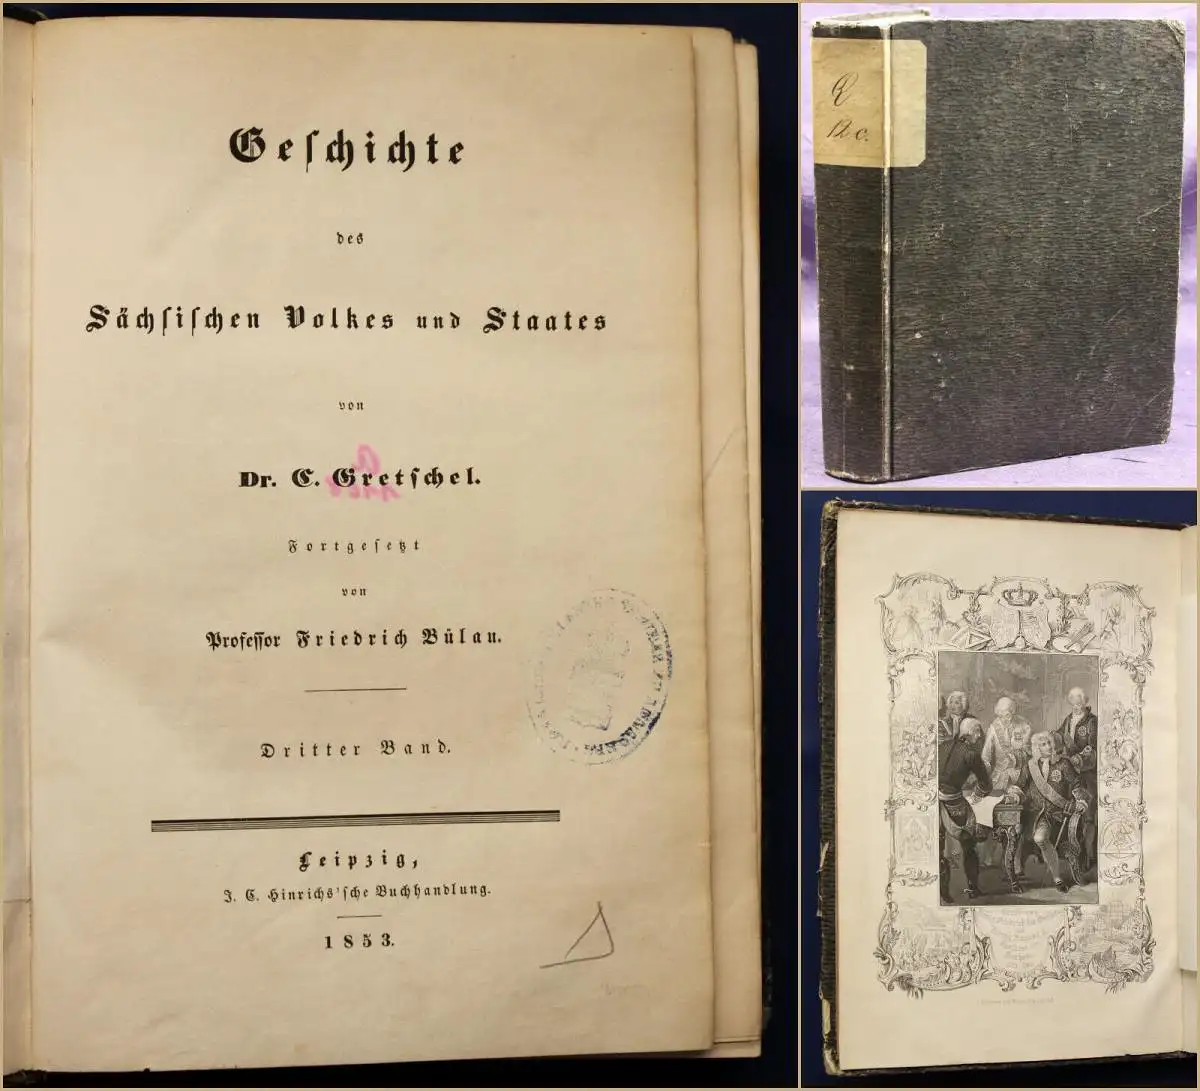 Geſchichte
des
Sächſiſchen Volkes und Staates
von
Dr. C. Gretſchel.
Fortgeſetzt
von
Profeſſor Friedrich Bülau.
Dritter Band.
Leipzig,
J. C. Hinrichs'ſche Buchhandlung.
1853.
Q
12 c.